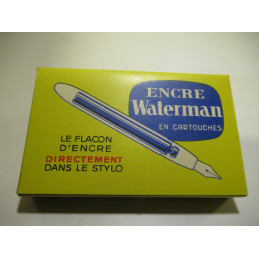 ENCRE
Waterman
EN CARTOUCHES
LE FLACON
D'ENCRE
DIRECTEMENT
DANS LE STYLO